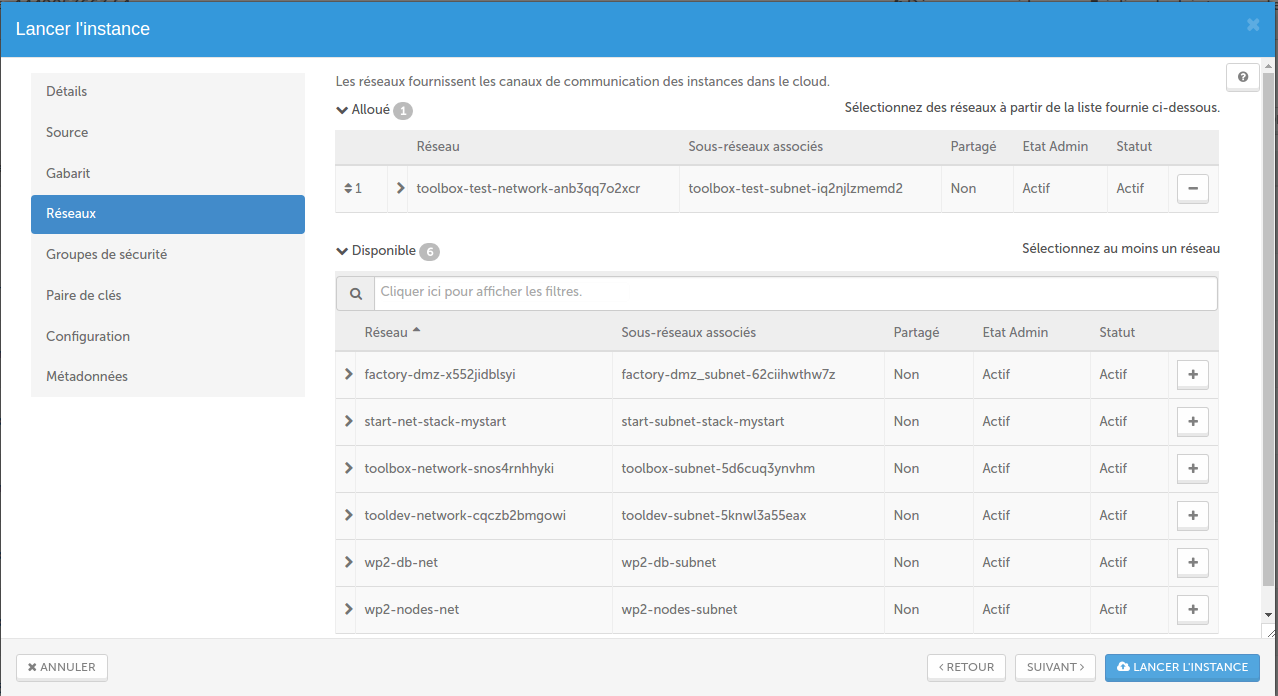 Lancer l'instance
Détails
Source
Gabarit
Réseaux
Groupes de sécurité
Paire de clés
Configuration
Métadonnées
Les réseaux fournissent les canaux de communication des instances dans le cloud.
Alloué 1 Sélectionnez des réseaux à partir de la liste fournie ci-dessous.
Réseau Sous-réseaux associés Partagé Etat Admin Statut
1 toolbox-test-network-anb3qq7o2xcr toolbox-test-subnet-iq2njlzmemd2 Non Actif Actif
Disponible 6 Sélectionnez au moins un réseau
Cliquer ici pour afficher les filtres.
Réseau Sous-réseaux associés Partagé Etat Admin Statut
factory-dmz-x552jidblsyi factory-dmz_subnet-62ciihwthw7z Non Actif Actif
start-net-stack-mystart start-subnet-stack-mystart Non Actif Actif
toolbox-network-snos4rnhhyki toolbox-subnet-5d6cuq3ynvhm Non Actif Actif
tooldev-network-cqczb2bmgowi tooldev-subnet-5knwl3a55eax Non Actif Actif
wp2-db-net wp2-db-subnet Non Actif Actif
wp2-nodes-net wp2-nodes-subnet Non Actif Actif
ANNULER < RETOUR SUIVANT > LANCER L'INSTANCE